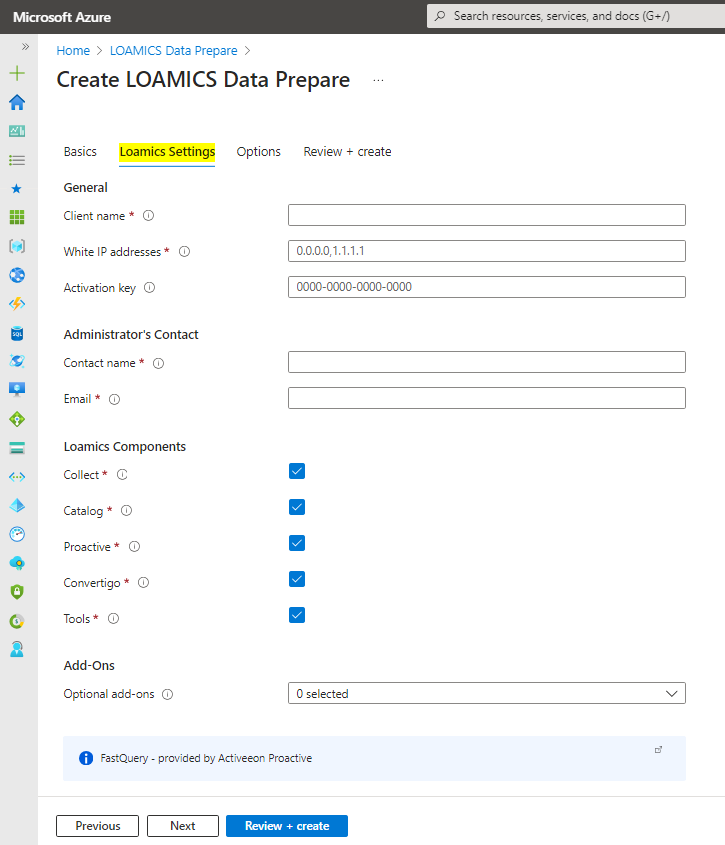 Microsoft Azure
Search resources, services, and docs (G+/)
Home > LOAMICS Data Prepare >
Create LOAMICS Data Prepare ...
Basics Loamics Settings Options Review + create
General
Client name *
White IP addresses * 0.0.0.0,1.1.1.1
Activation key 0000-0000-0000-0000
Administrator's Contact
Contact name *
Email *
Loamics Components
Collect *
Catalog *
Proactive *
Convertigo *
Tools *
Add-Ons
Optional add-ons 0 selected
FastQuery - provided by Activeeon Proactive
Previous Next Review + create